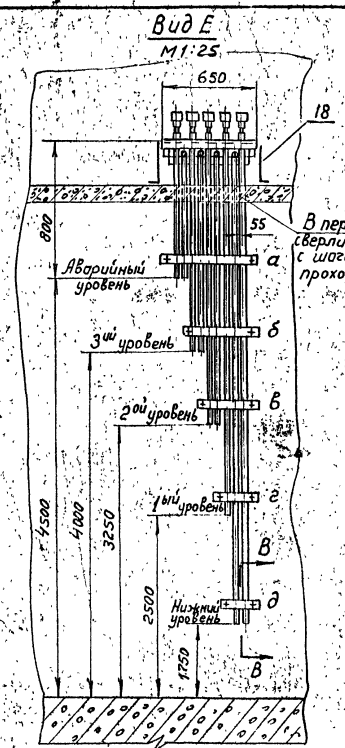 Вид Е
М1:25
650
18
800
55
В пер
сверли
с шаго
прохо
а
Аварийный
уровень
б
3ий уровень
в
2ой уровень
г
1ый уровень
4500
4000
3250
2500
1750
В
д
Нижний
уровень
В